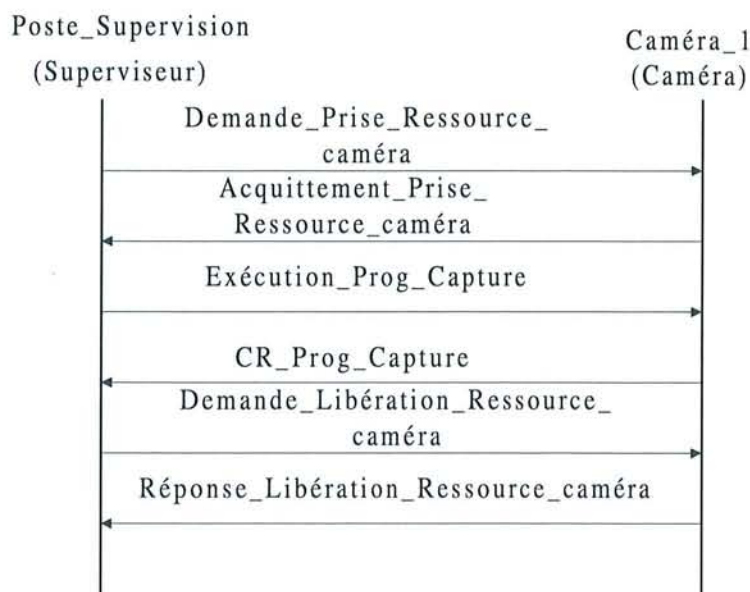 Poste_Supervision
(Superviseur)
Caméra_1
(Caméra)
Demande_Prise_Ressource_
caméra
Acquittement_Prise_
Ressource_caméra
Exécution_Prog_Capture
CR_Prog_Capture
Demande_Libération_Ressource_
caméra
Réponse_Libération_Ressource_caméra